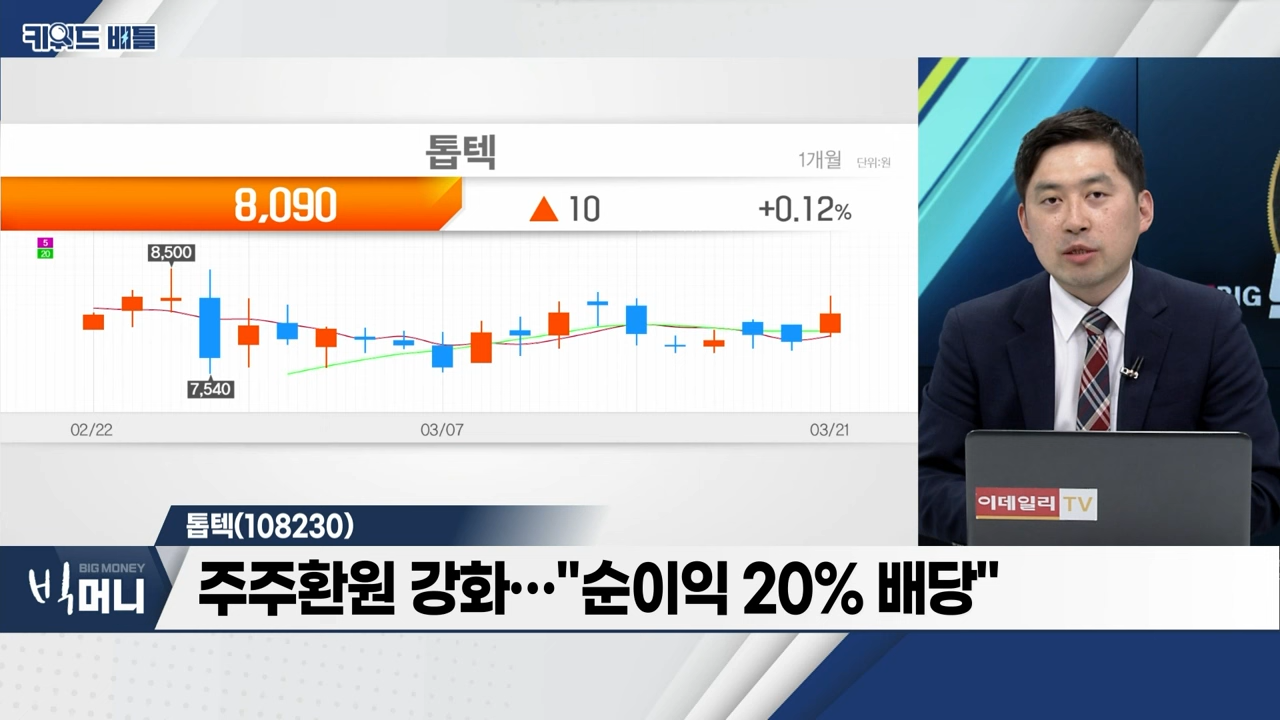 키워드 배틀
톱텍
1개월 단위:원
8,090 ▲ 10 +0.12%
5
20
8,500
7,540
02/22 03/07 03/21
BIG
이데일리 TV
톱텍(108230)
BIG MONEY
빅머니
주주환원 강화…"순이익 20% 배당"